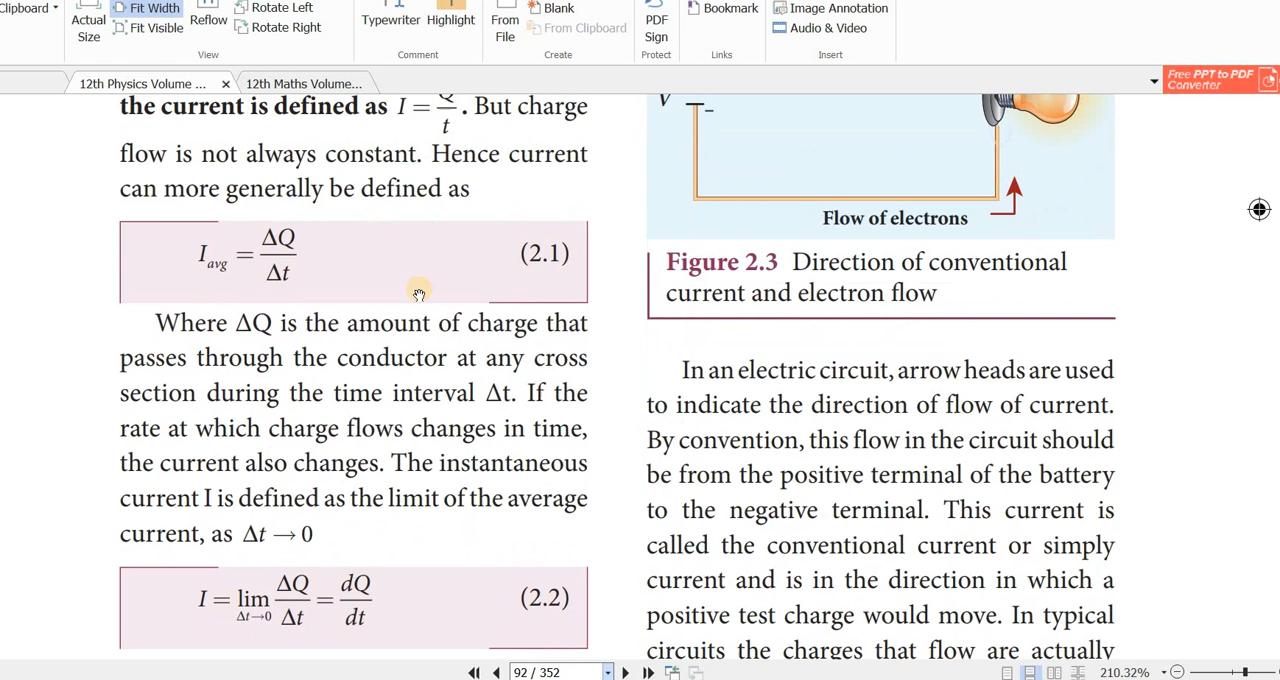 Clipboard
Actual
Size
Fit Width
Fit Visible
Reflow
Rotate Left
Rotate Right
View
Typewriter
Highlight
Comment
From
File
Blank
From Clipboard
Create
PDF
Sign
Protect
Bookmark
Links
Image Annotation
Audio & Video
Insert
12th Physics Volume ...
12th Maths Volume...
Free PPT to PDF
Converter
the current is defined as I = Q/t . But charge
flow is not always constant. Hence current
can more generally be defined as
I_avg = ΔQ/Δt (2.1)
Where ΔQ is the amount of charge that
passes through the conductor at any cross
section during the time interval Δt. If the
rate at which charge flows changes in time,
the current also changes. The instantaneous
current I is defined as the limit of the average
current, as Δt → 0
I = lim Δt→0 ΔQ/Δt = dQ/dt (2.2)
V
–
Flow of electrons
Figure 2.3 Direction of conventional
current and electron flow
In an electric circuit, arrow heads are used
to indicate the direction of flow of current.
By convention, this flow in the circuit should
be from the positive terminal of the battery
to the negative terminal. This current is
called the conventional current or simply
current and is in the direction in which a
positive test charge would move. In typical
circuits the charges that flow are actually
92 / 352
210.32%